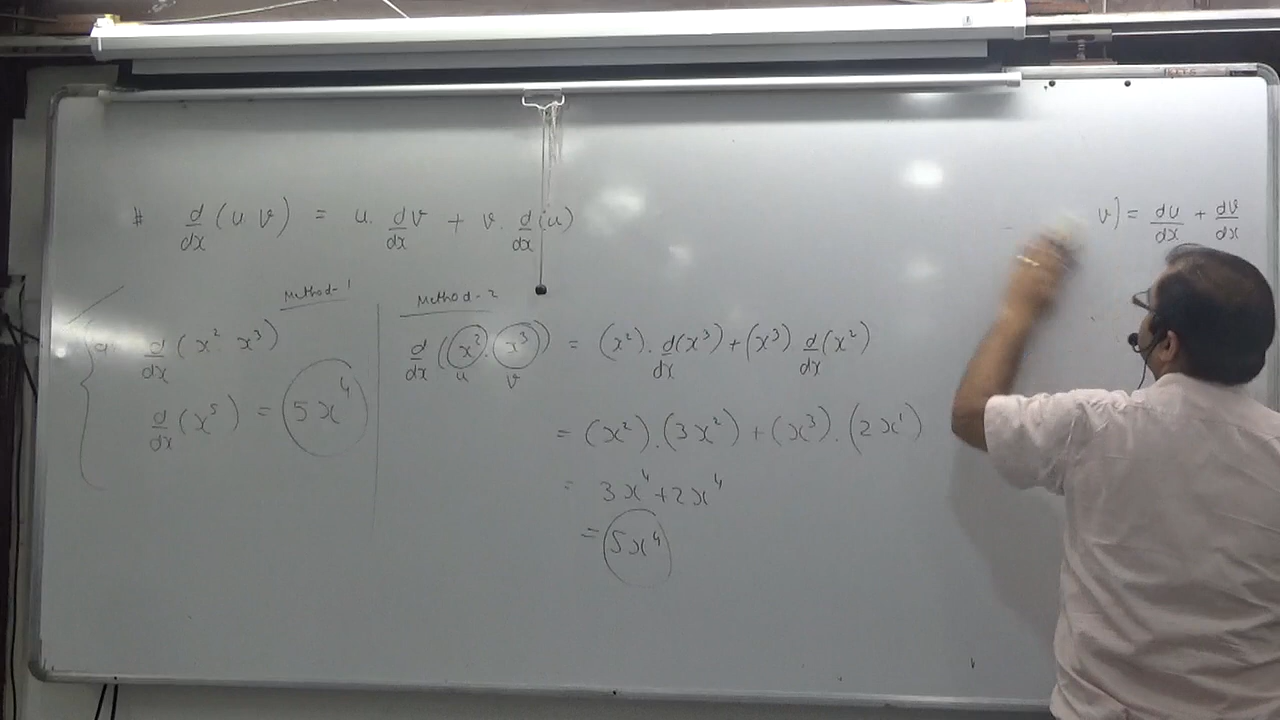 # d/dx (u v) = u. dv/dx + v. d/dx (u)
v) = du/dx + dv/dx
Method-1
d/dx (x² x³)
d/dx (x⁵) = 5x⁴
Method-2
d/dx ((x²).(x³)) = (x²). d/dx (x³) + (x³) d/dx (x²)
u v
= (x²).(3x²) + (x³).(2x¹)
= 3x⁴ + 2x⁴
= 5x⁴